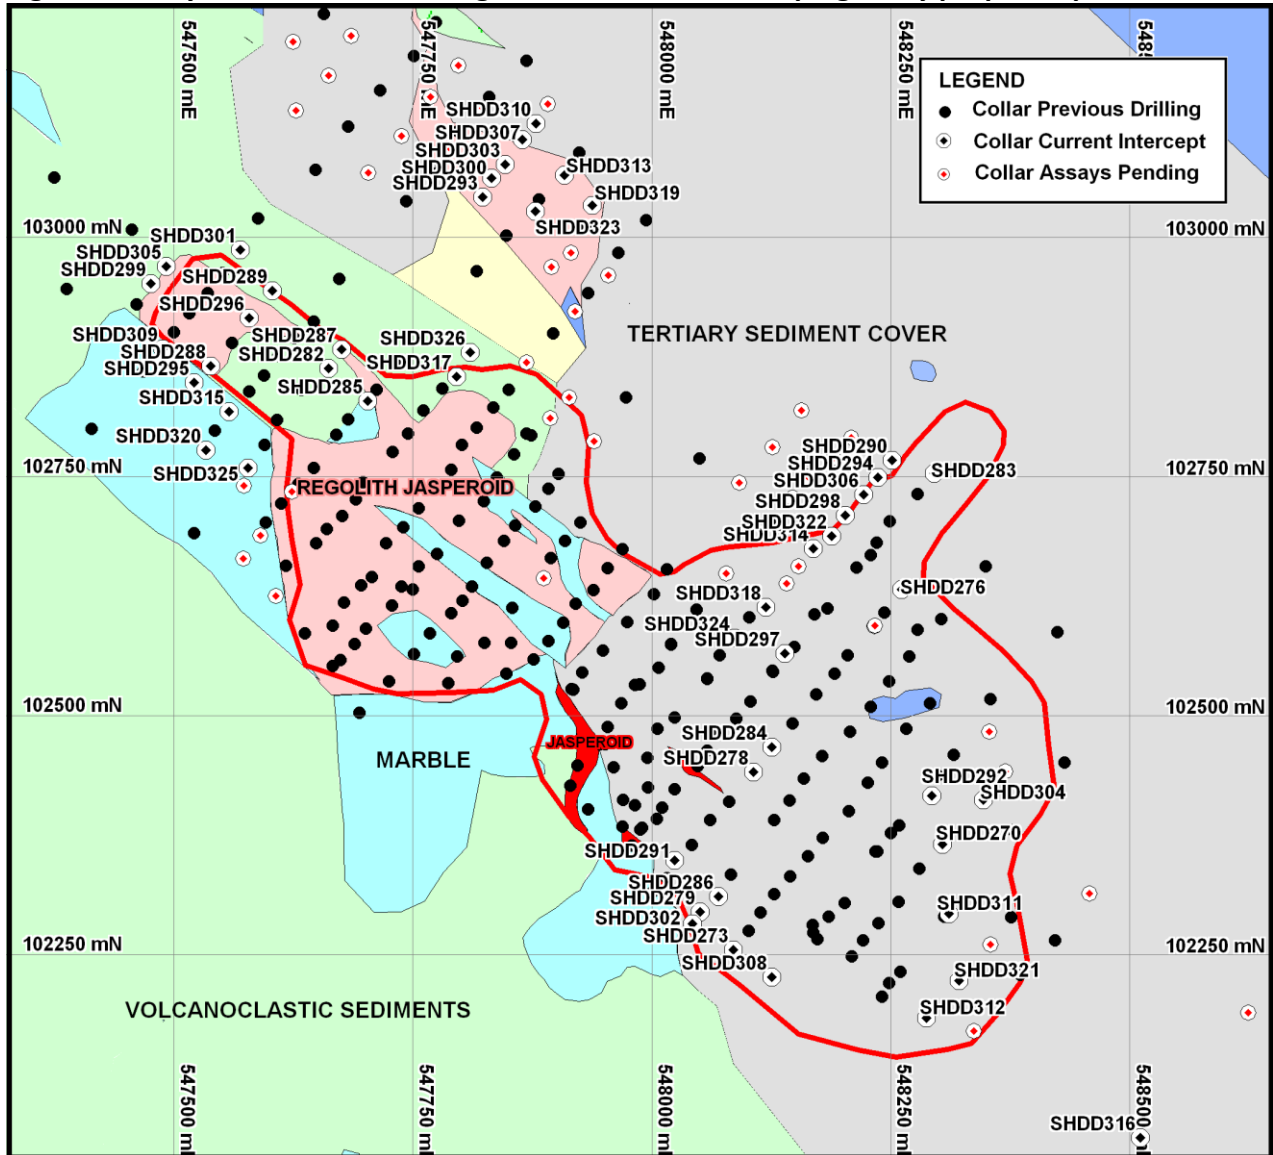 547500 mE
547750 mE
548000 mE
548250 mE
LEGEND
Collar Previous Drilling
Collar Current Intercept
Collar Assays Pending
SHDD310
SHDD307
SHDD303
SHDD300
SHDD293
SHDD313
SHDD319
SHDD323
103000 mN
103000 mN
SHDD301
SHDD305
SHDD299
SHDD289
SHDD296
SHDD309
SHDD287
SHDD326
SHDD288
SHDD282
SHDD317
SHDD295
SHDD285
SHDD315
TERTIARY SEDIMENT COVER
SHDD320
SHDD325
SHDD290
SHDD294
SHDD283
SHDD306
102750 mN
102750 mN
REGOLITH JASPEROID
SHDD298
SHDD322
SHDD314
SHDD276
SHDD318
SHDD324
SHDD297
102500 mN
102500 mN
SHDD284
JASPEROID
MARBLE
SHDD278
SHDD292
SHDD304
SHDD270
SHDD291
SHDD286
SHDD279
SHDD302
SHDD311
SHDD273
102250 mN
102250 mN
SHDD308
SHDD321
VOLCANOCLASTIC SEDIMENTS
SHDD312
547500 mE
547750 mE
548000 mE
548250 mE
548500 mE
SHDD316